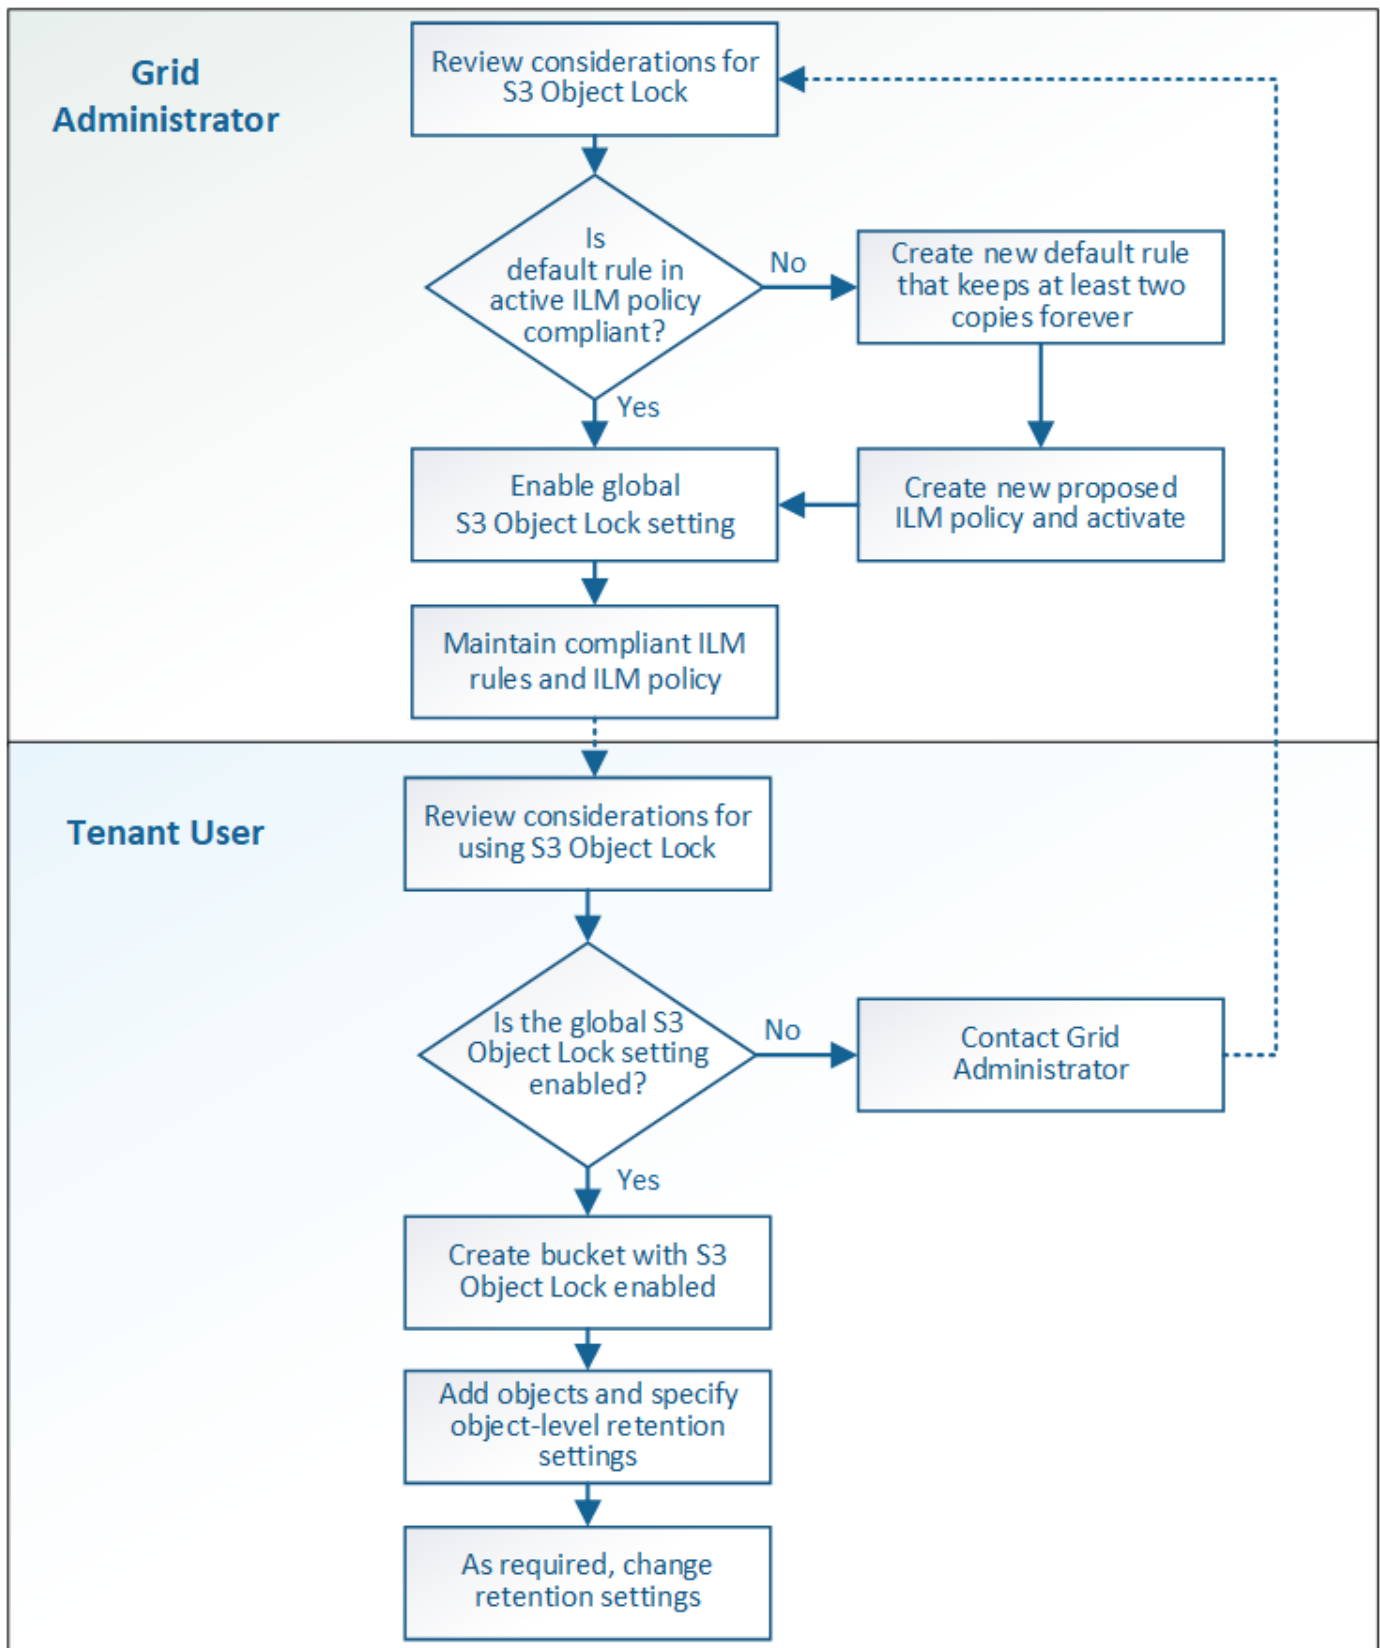 Grid
Administrator
Review considerations for
S3 Object Lock
Is
default rule in
active ILM policy
compliant?
No
Create new default rule
that keeps at least two
copies forever
Yes
Enable global
S3 Object Lock setting
Create new proposed
ILM policy and activate
Maintain compliant ILM
rules and ILM policy
Tenant User
Review considerations for
using S3 Object Lock
Is the global S3
Object Lock setting
enabled?
No
Contact Grid
Administrator
Yes
Create bucket with S3
Object Lock enabled
Add objects and specify
object-level retention
settings
As required, change
retention settings